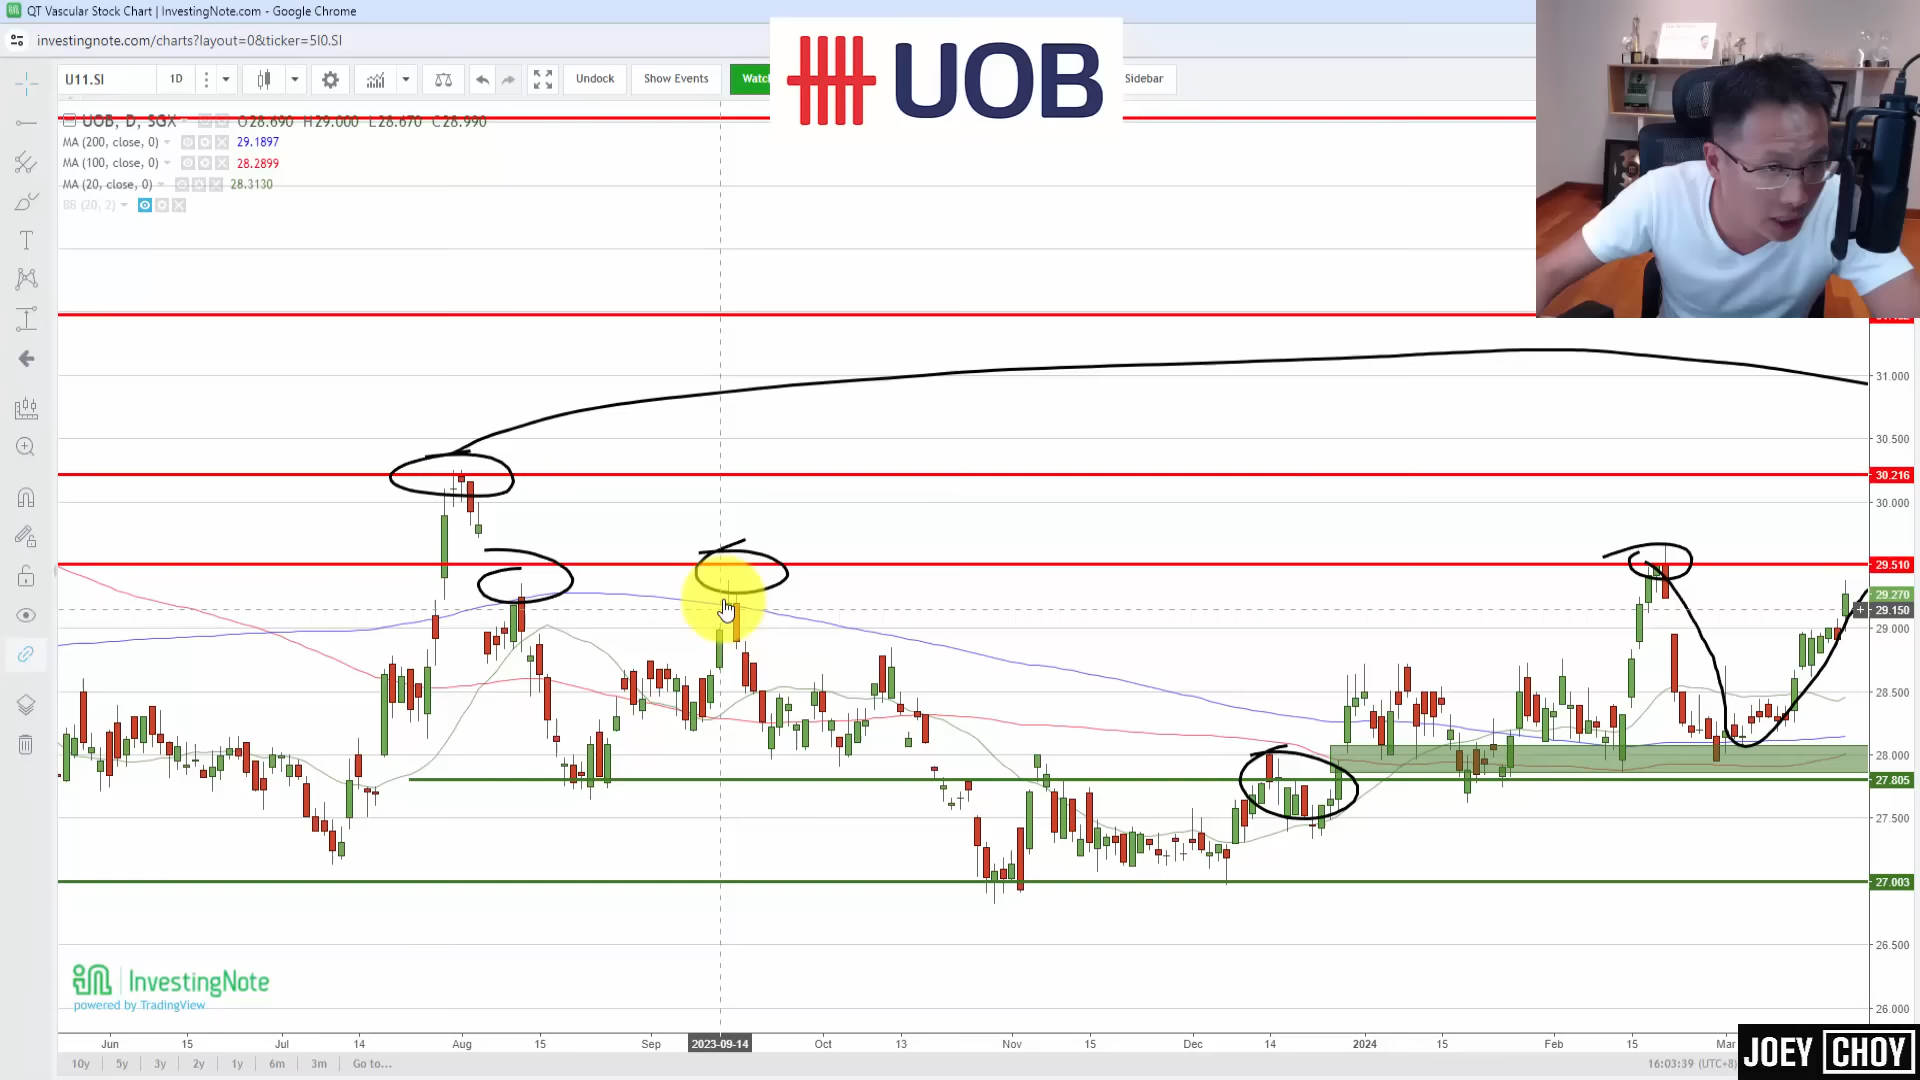 QT Vascular Stock Chart | InvestingNote.com - Google Chrome
investingnote.com/charts?layout=0&ticker=5I0.SI
U11.SI 1D Undock Show Events Watch Sidebar
UOB
UOB, D, SGX O28.690 H29.000 L28.670 C28.990
MA (200, close, 0) 29.1897
MA (100, close, 0) 28.2899
MA (20, close, 0) 28.3130
BB (20, 2)
31.000
30.500
30.216
30.000
29.510
29.270
29.150
29.000
28.500
28.000
27.805
27.500
27.003
26.500
26.000
InvestingNote
powered by TradingView
Jun 15 Jul 14 Aug 15 Sep 2023-09-14 Oct 13 Nov 15 Dec 14 2024 15 Feb 15 Mar
10y 5y 3y 2y 1y 6m 3m Go to... 16:03:39 (UTC+8)
JOEY CHOY